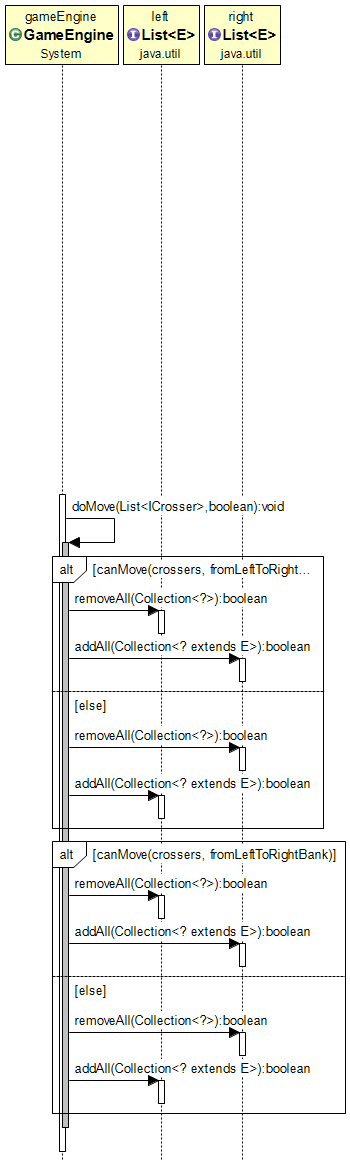 gameEngine left right
C GameEngine I List<E> I List<E>
System java.util java.util
doMove(List<ICrosser>,boolean):void
alt [canMove(crossers, fromLeftToRight...
removeAll(Collection<?>):boolean
addAll(Collection<? extends E>):boolean
[else]
removeAll(Collection<?>):boolean
addAll(Collection<? extends E>):boolean
alt [canMove(crossers, fromLeftToRightBank)]
removeAll(Collection<?>):boolean
addAll(Collection<? extends E>):boolean
[else]
removeAll(Collection<?>):boolean
addAll(Collection<? extends E>):boolean